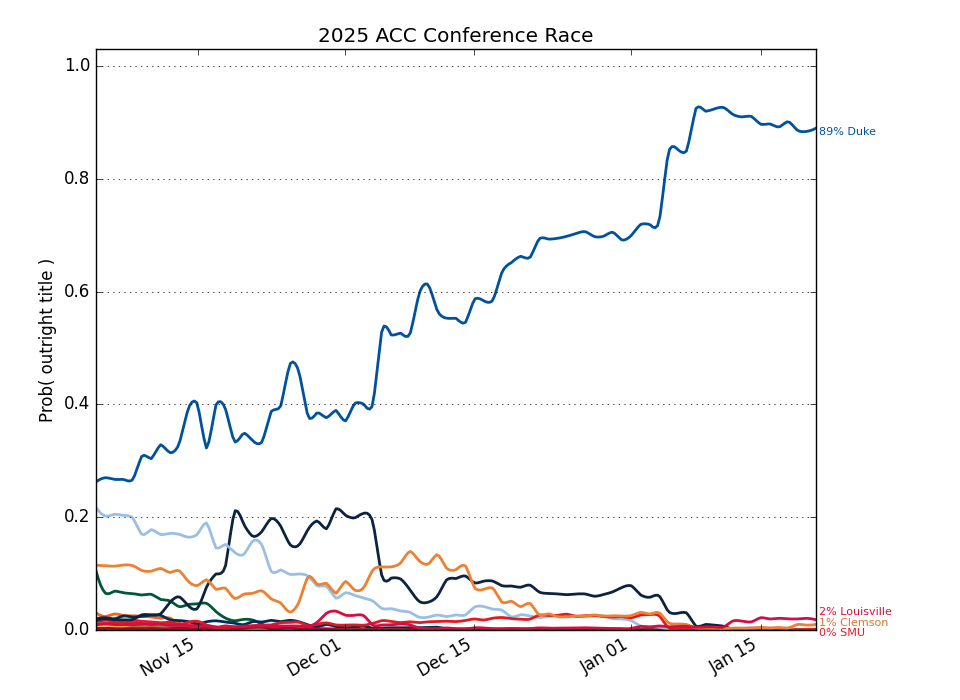 2025 ACC Conference Race
Prob( outright title )
1.0
0.8
0.6
0.4
0.2
0.0
Nov 15
Dec 01
Dec 15
Jan 01
Jan 15
89% Duke
2% Louisville
1% Clemson
0% SMU